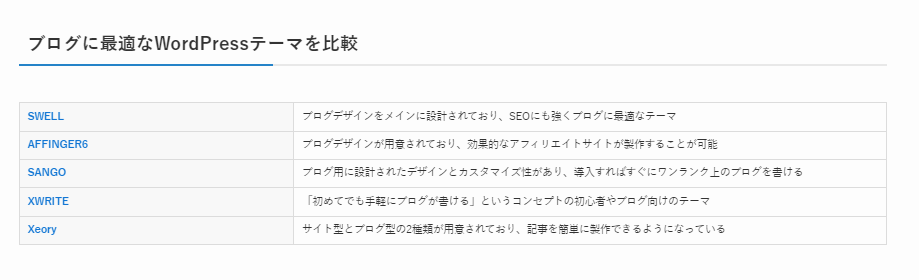 ブログに最適なWordPressテーマを比較
SWELL ブログデザインをメインに設計されており、SEOにも強くブログに最適なテーマ
AFFINGER6 ブログデザインが用意されており、効果的なアフィリエイトサイトが製作することが可能
SANGO ブログ用に設計されたデザインとカスタマイズ性があり、導入すればすぐにワンランク上のブログを書ける
XWRITE 「初めてでも手軽にブログが書ける」というコンセプトの初心者やブログ向けのテーマ
Xeory サイト型とブログ型の2種類が用意されており、記事を簡単に製作できるようになっている